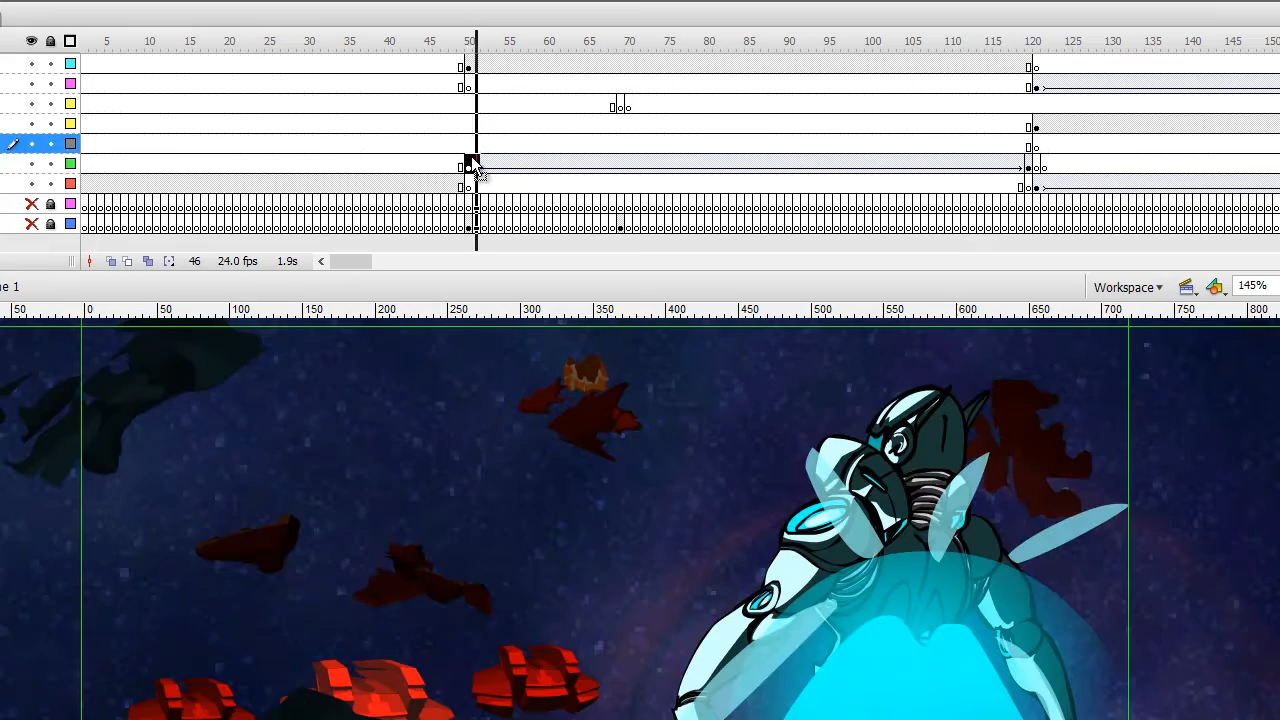 5 10 15 20 25 30 35 40 45 50 55 60 65 70 75 80 85 90 95 100 105 110 115 120 125 130 135 140 145 150
46 24.0 fps 1.9s
ne 1 Workspace 145%
50 0 50 100 150 200 250 300 350 400 450 500 550 600 650 700 750 800